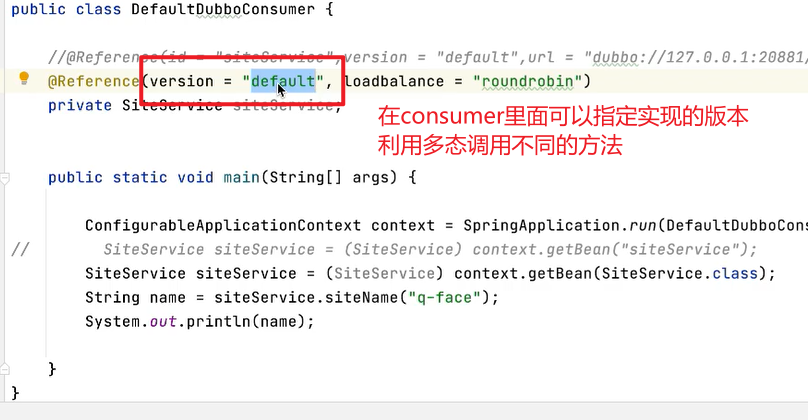 public class DefaultDubboConsumer {
//@Reference(id = "siteService",version = "default",url = "dubbo://127.0.0.1:20881/
@Reference(version = "default", loadbalance = "roundrobin")
private SiteService siteService;
在consumer里面可以指定实现的版本
利用多态调用不同的方法
public static void main(String[] args) {
ConfigurableApplicationContext context = SpringApplication.run(DefaultDubboCons
// SiteService siteService = (SiteService) context.getBean("siteService");
SiteService siteService = (SiteService) context.getBean(SiteService.class);
String name = siteService.siteName("q-face");
System.out.println(name);
}
}